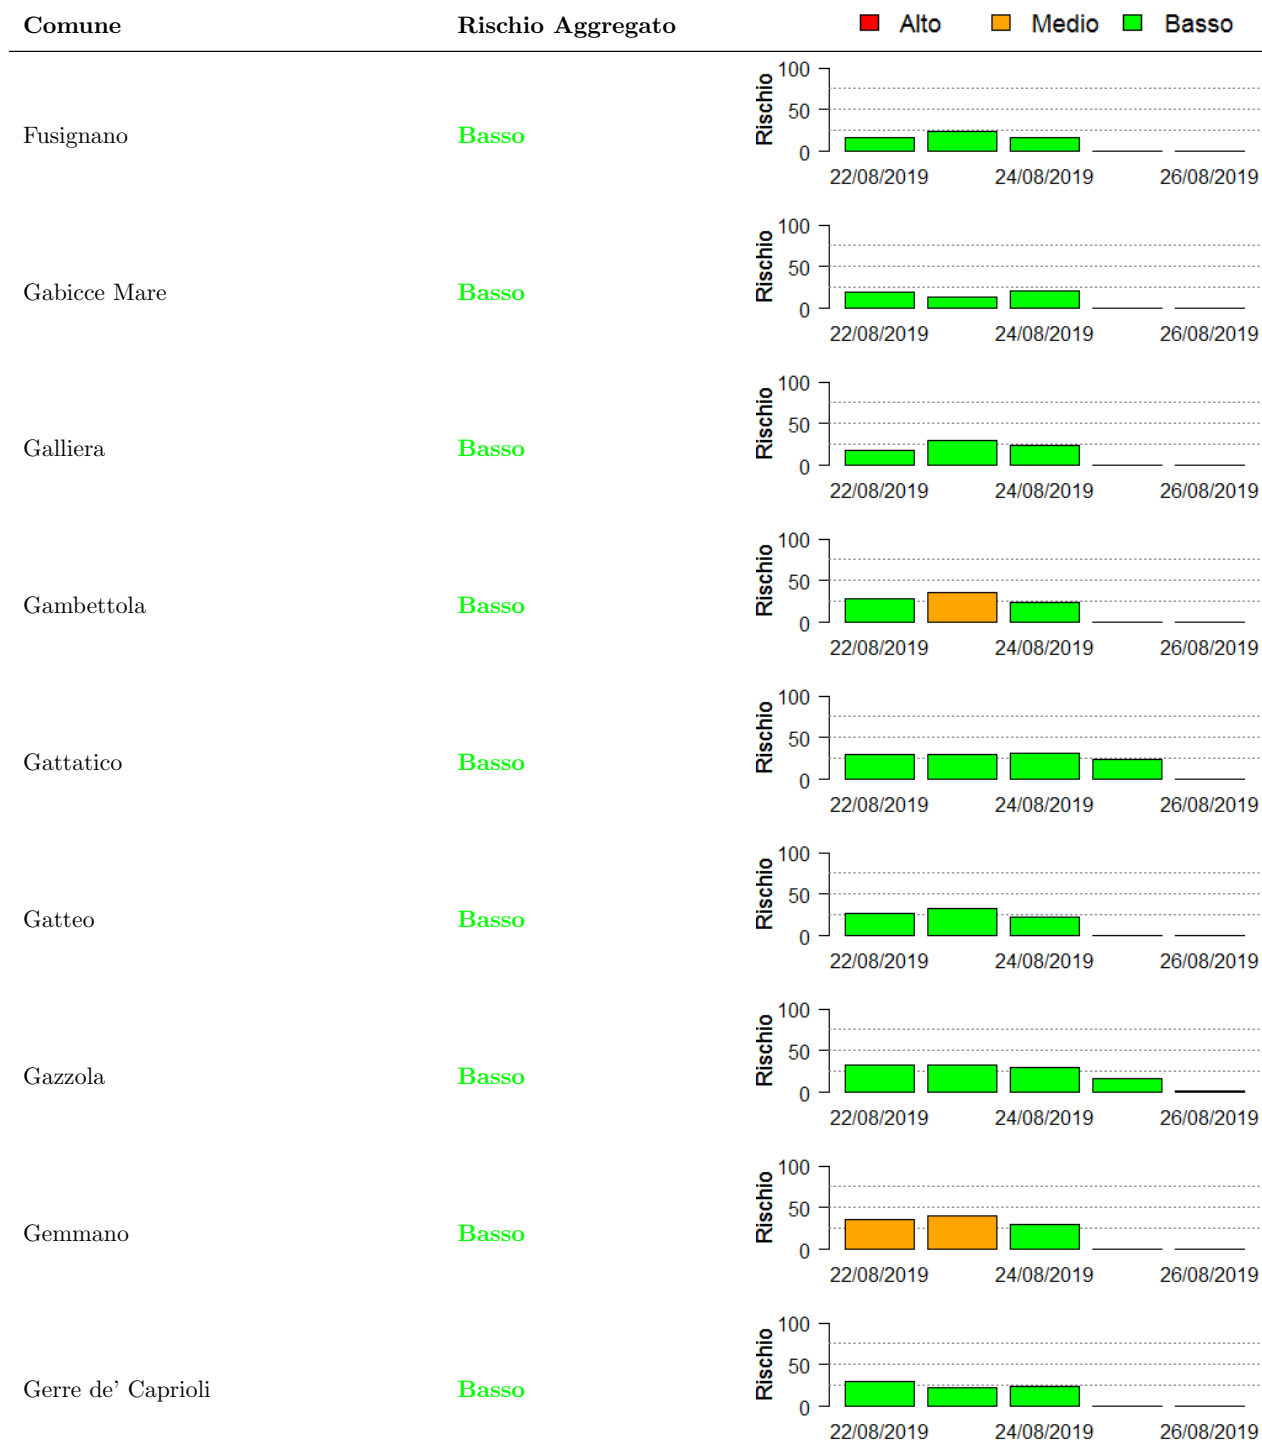 Comune Rischio Aggregato Alto Medio Basso
Fusignano Basso
Rischio
100
50
0
22/08/2019 24/08/2019 26/08/2019
Gabicce Mare Basso
Rischio
100
50
0
22/08/2019 24/08/2019 26/08/2019
Galliera Basso
Rischio
100
50
0
22/08/2019 24/08/2019 26/08/2019
Gambettola Basso
Rischio
100
50
0
22/08/2019 24/08/2019 26/08/2019
Gattatico Basso
Rischio
100
50
0
22/08/2019 24/08/2019 26/08/2019
Gatteo Basso
Rischio
100
50
0
22/08/2019 24/08/2019 26/08/2019
Gazzola Basso
Rischio
100
50
0
22/08/2019 24/08/2019 26/08/2019
Gemmano Basso
Rischio
100
50
0
22/08/2019 24/08/2019 26/08/2019
Gerre de' Caprioli Basso
Rischio
100
50
0
22/08/2019 24/08/2019 26/08/2019